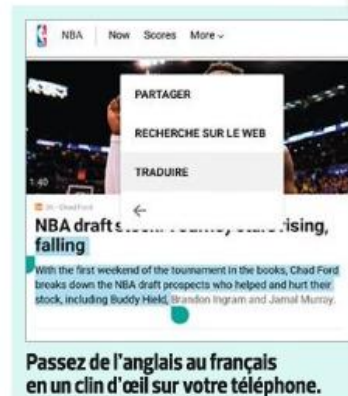 NBA Now Scores More
PARTAGER
RECHERCHE SUR LE WEB
TRADUIRE
1:40
Chad Ford
NBA draft rising,
falling
With the first weekend of the tournament in the books, Chad Ford
breaks down the NBA draft prospects who helped and hurt their
stock, including Buddy Hield, Brandon Ingram and Jamal Murray.
Passez de l'anglais au français
en un clin d'œil sur votre téléphone.